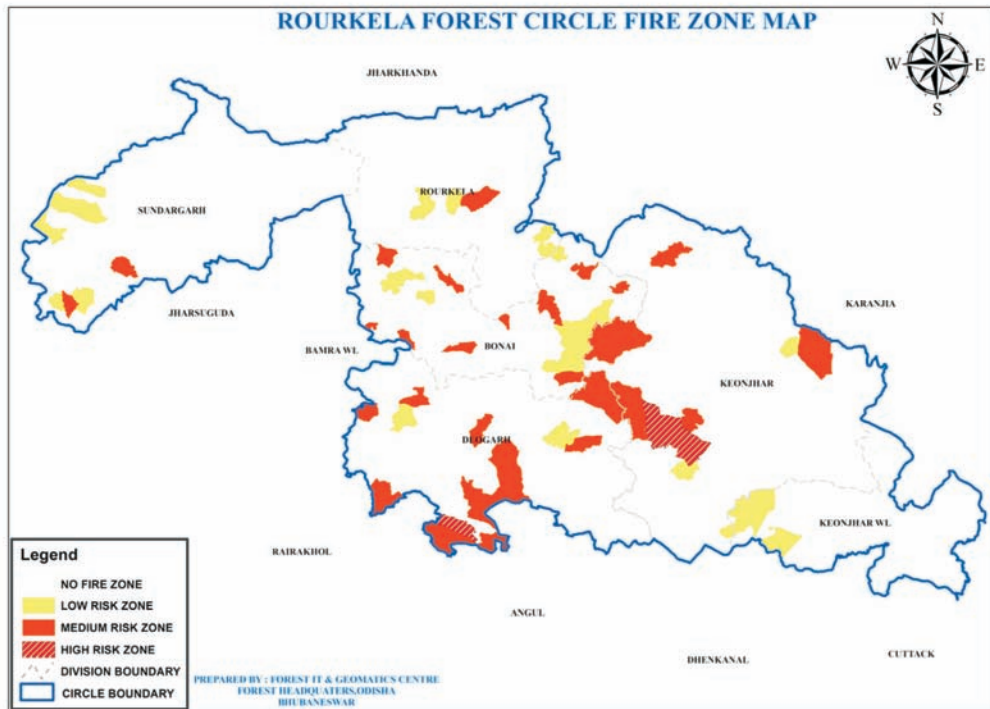 ROURKELA FOREST CIRCLE FIRE ZONE MAP
N
W
E
S
JHARKHANDA
ROURKELA
SUNDARGARH
JHARSUGUDA
KARANJIA
BAMRA WL
BONAI
KEONJHAR
DEOGARH
KEONJHAR WL
RAIRAKHOL
ANGUL
DHENKANAL
CUTTACK
Legend
NO FIRE ZONE
LOW RISK ZONE
MEDIUM RISK ZONE
HIGH RISK ZONE
DIVISION BOUNDARY
CIRCLE BOUNDARY
PREPARED BY : FOREST IT & GEOMATICS CENTRE
FOREST HEADQUATERS,ODISHA
BHUBANESWAR